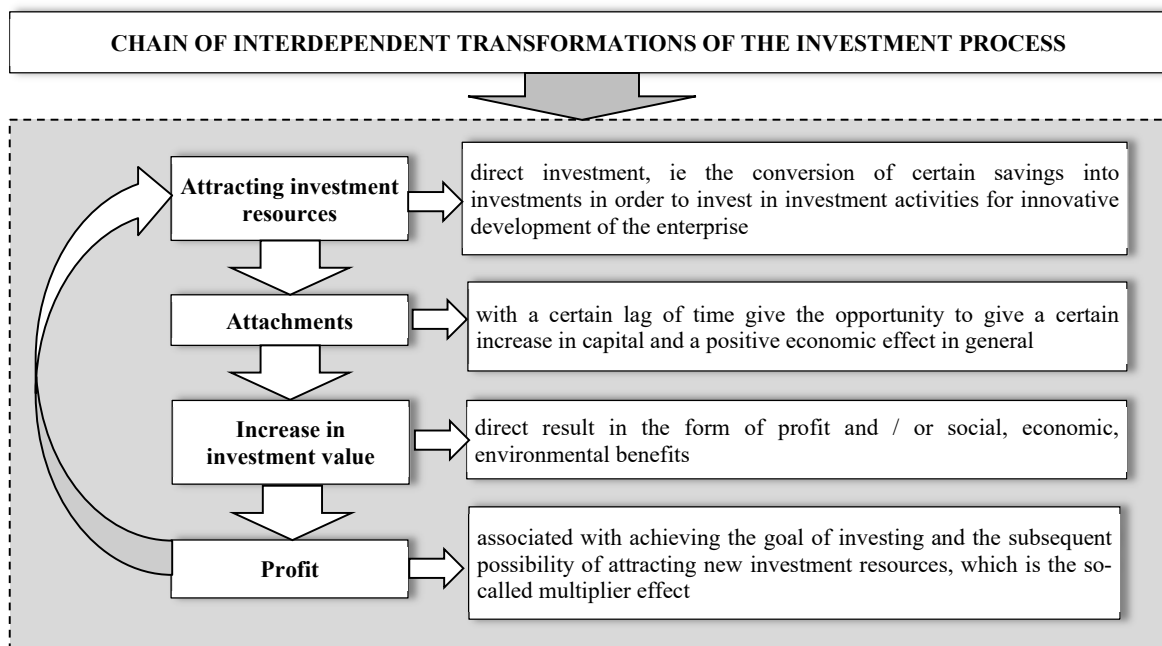 CHAIN OF INTERDEPENDENT TRANSFORMATIONS OF THE INVESTMENT PROCESS
Attracting investment
resources
direct investment, ie the conversion of certain savings into
investments in order to invest in investment activities for innovative
development of the enterprise
Attachments
with a certain lag of time give the opportunity to give a certain
increase in capital and a positive economic effect in general
Increase in
investment value
direct result in the form of profit and / or social, economic,
environmental benefits
Profit
associated with achieving the goal of investing and the subsequent
possibility of attracting new investment resources, which is the so-
called multiplier effect